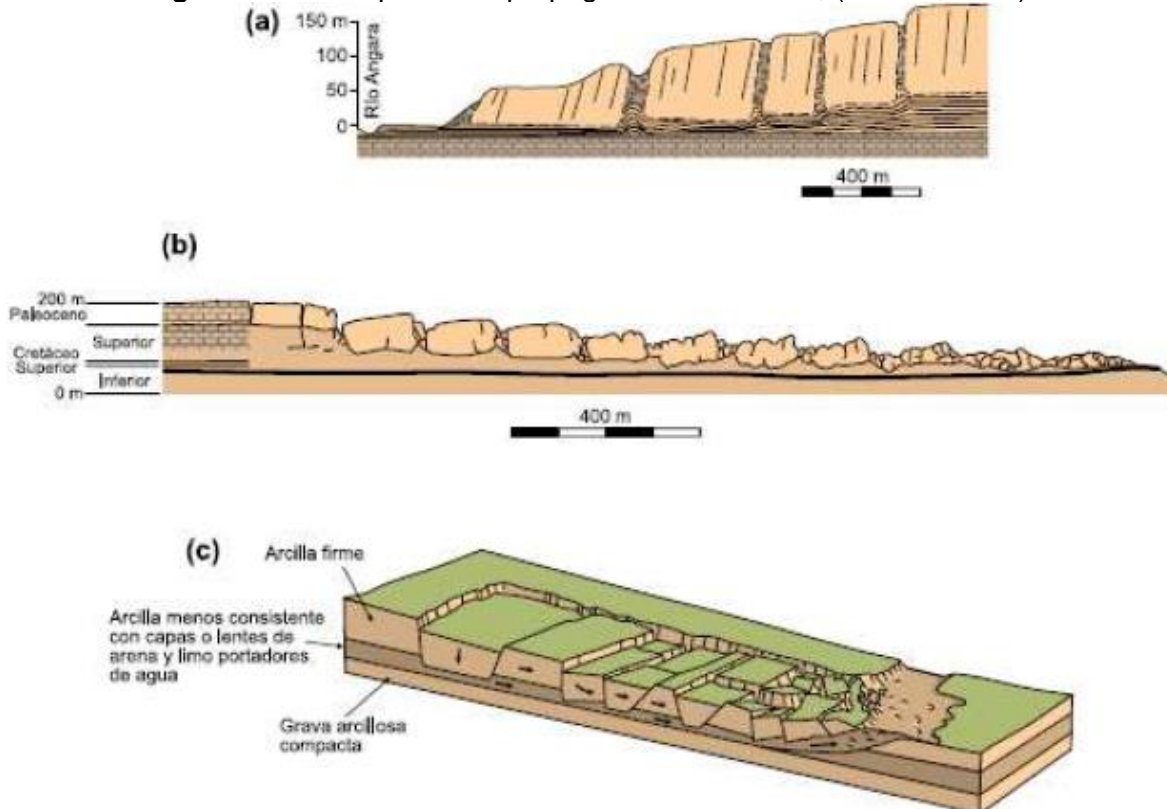 (a)
150 m
100
50
0
Río Angara
400 m
(b)
200 m
Paleoceno
Superior
Cretáceo
Superior
Inferior
0 m
400 m
(c)
Arcilla firme
Arcilla menos consistente
con capas o lentes de
arena y limo portadores
de agua
Grava arcillosa
compacta